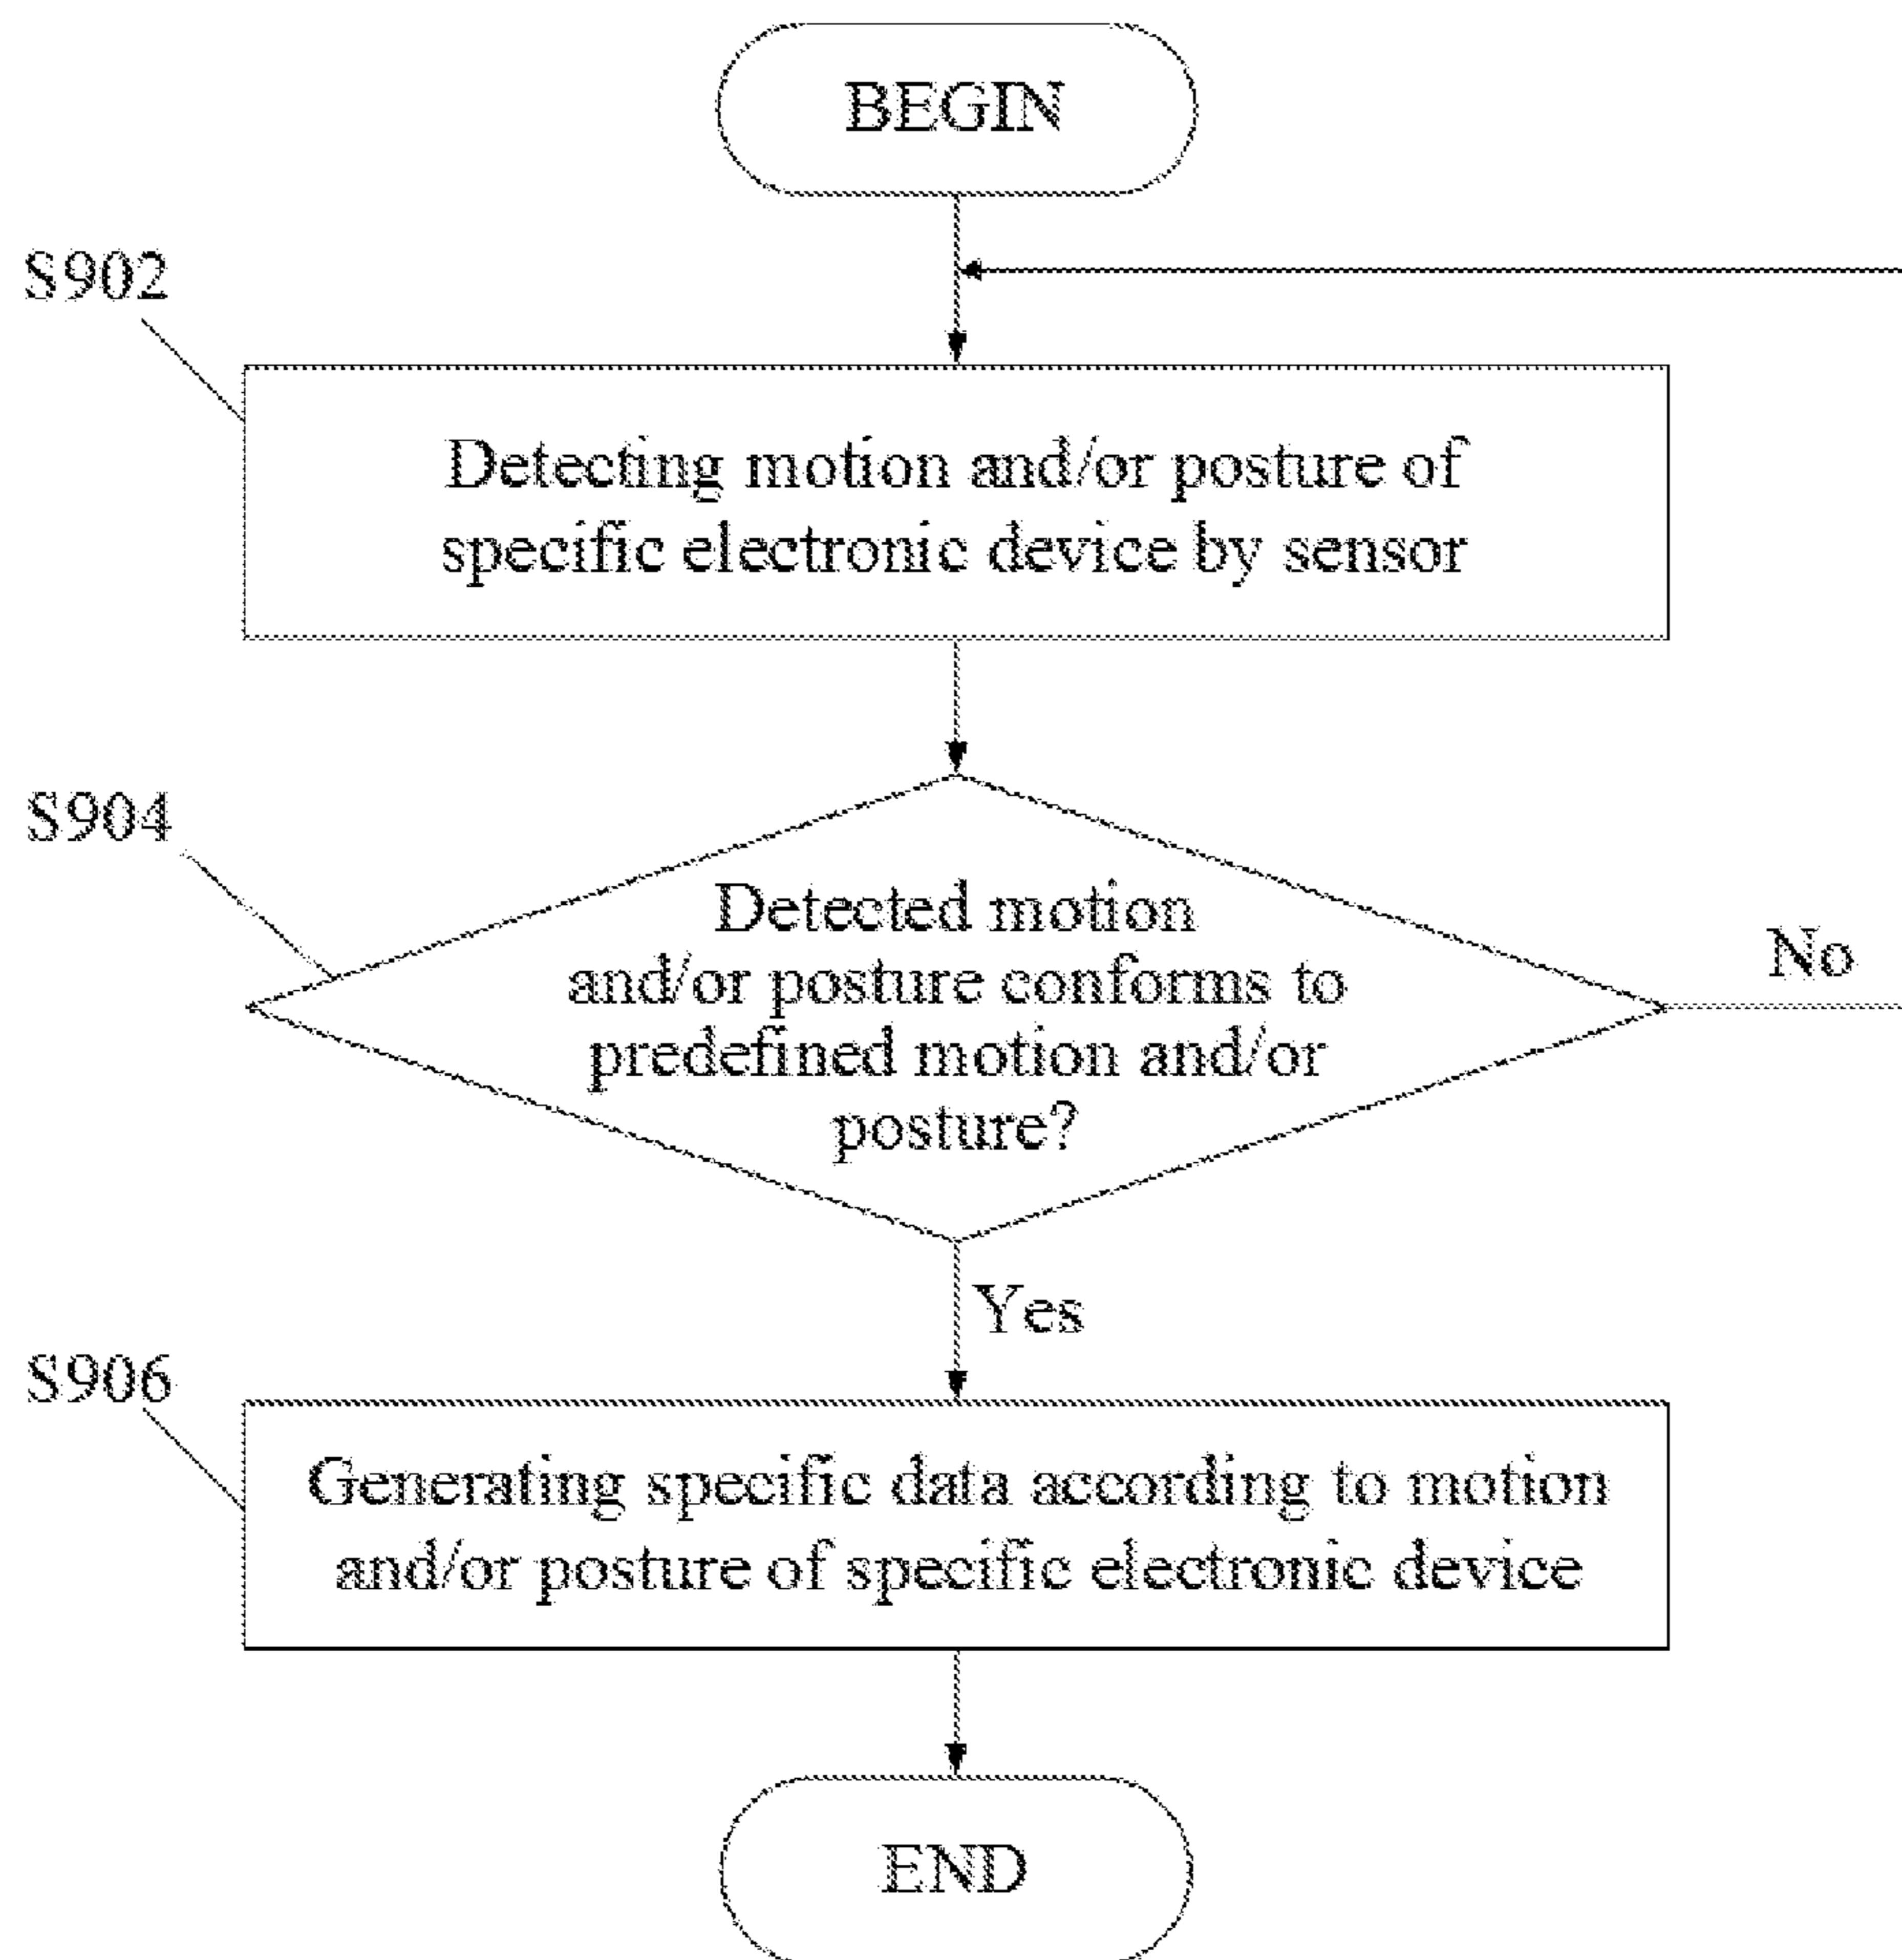 BEGIN
S902
Detecting motion and/or posture of
specific electronic device by sensor
S904
Detected motion
and/or posture conforms to
predefined motion and/or
posture?
No
Yes
S906
Generating specific data according to motion
and/or posture of specific electronic device
END